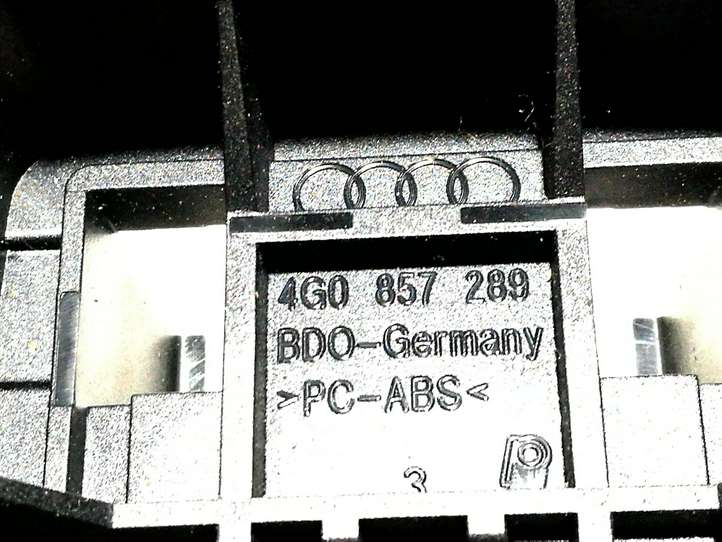 4G0 857 289
BDO-Germany
>PC-ABS<
3